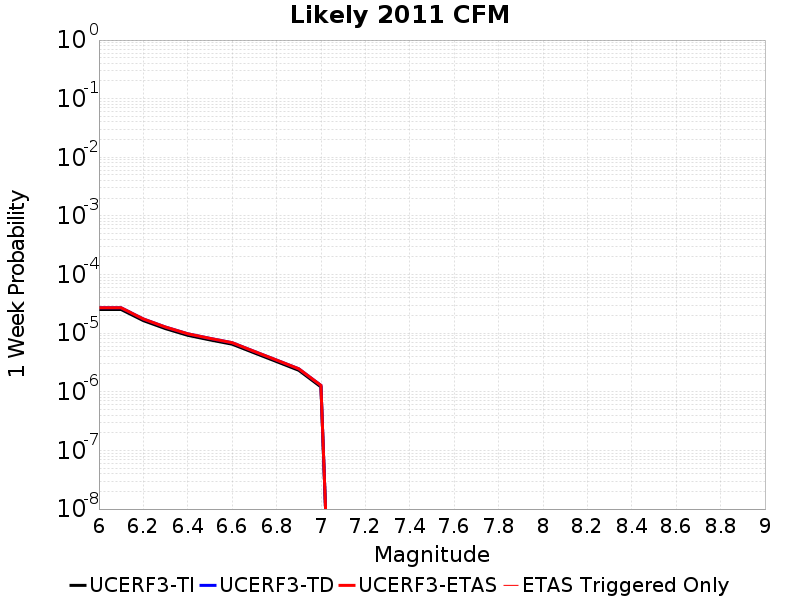 Likely 2011 CFM
10^0
10^-1
10^-2
10^-3
10^-4
10^-5
10^-6
10^-7
10^-8
1 Week Probability
6 6.2 6.4 6.6 6.8 7 7.2 7.4 7.6 7.8 8 8.2 8.4 8.6 8.8 9
Magnitude
UCERF3-TI UCERF3-TD UCERF3-ETAS ETAS Triggered Only